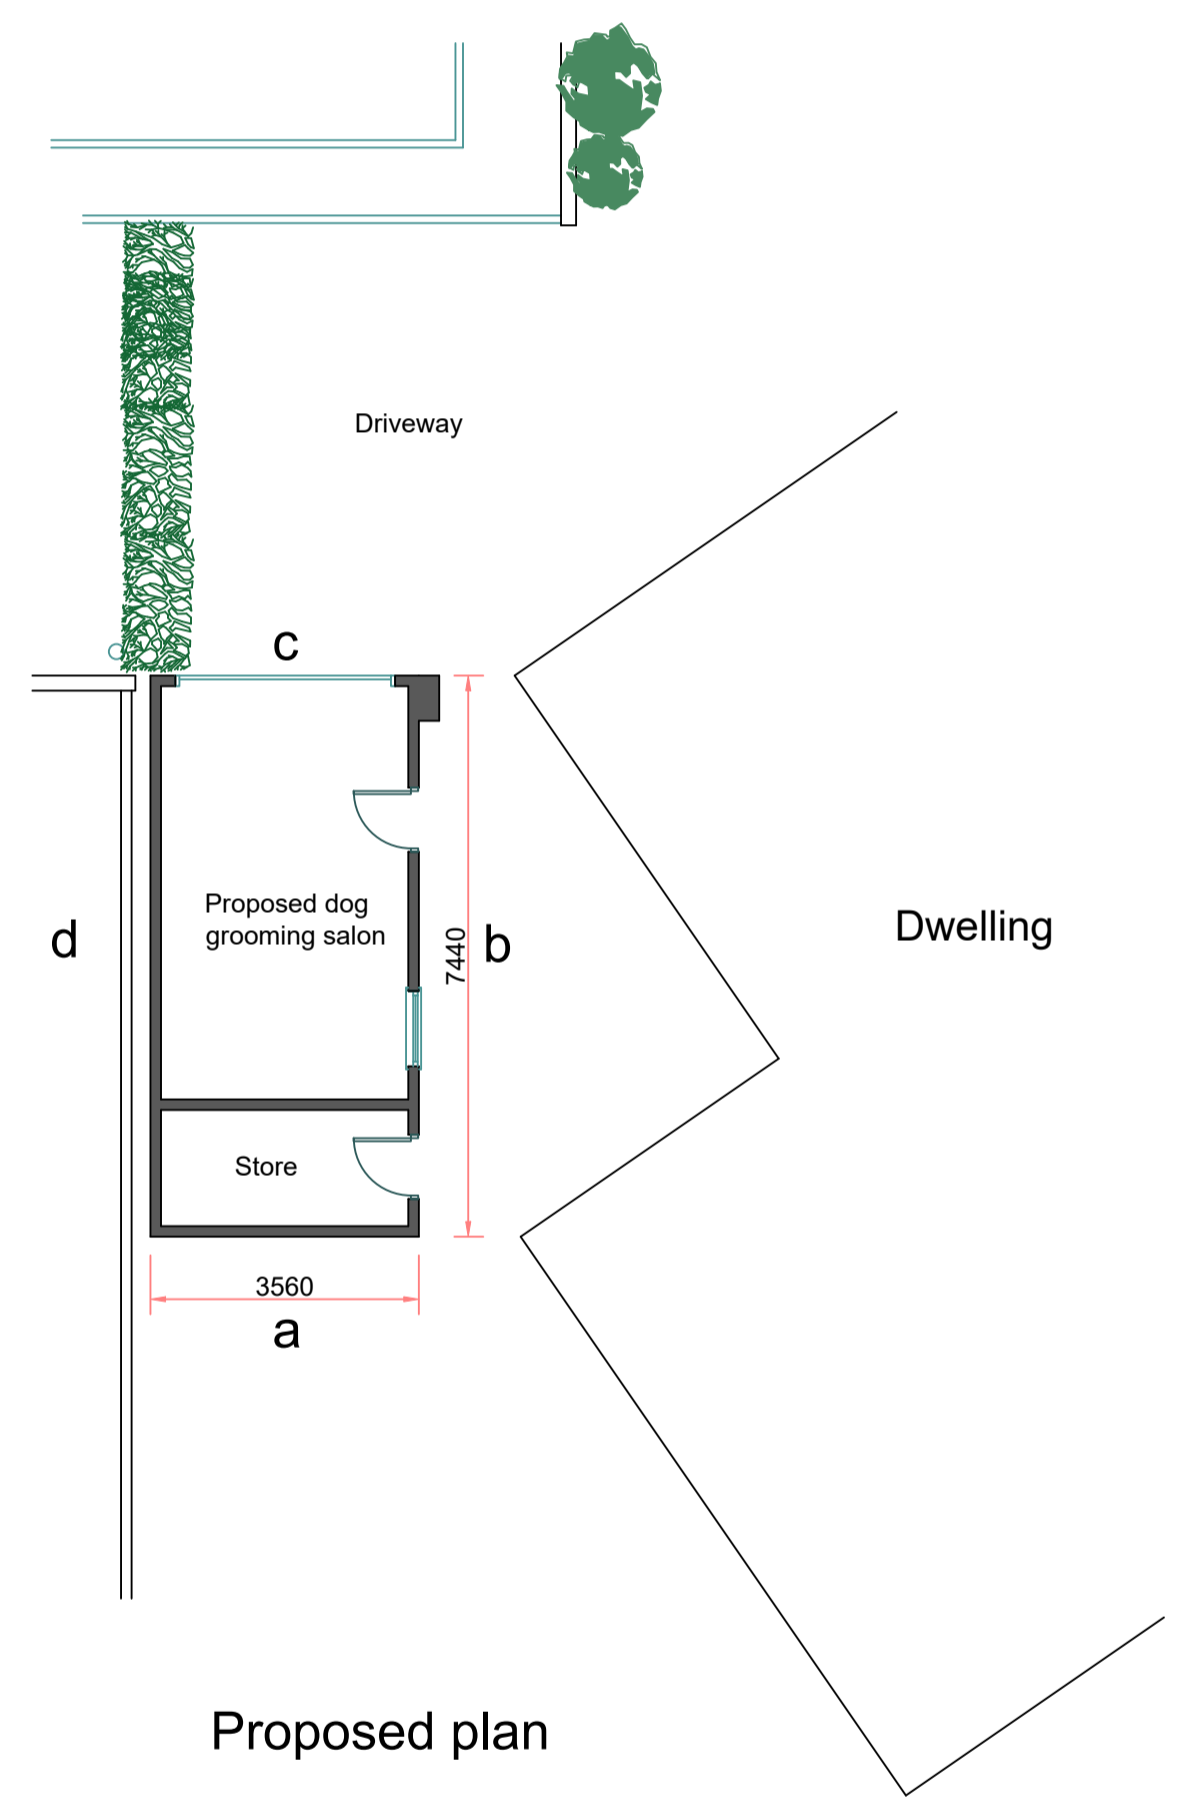 Driveway
c
Proposed dog
grooming salon
d
7440
b
Dwelling
Store
3560
a
Proposed plan